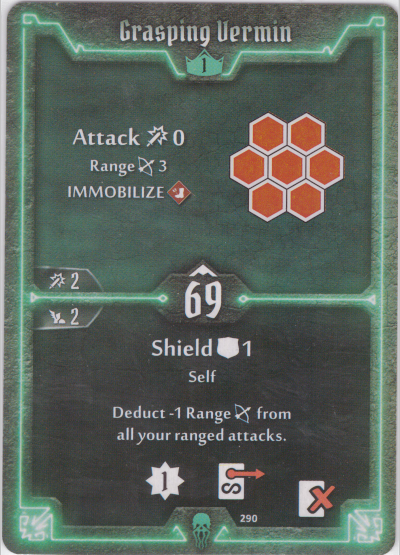 Grasping Vermin
1
Attack 0
Range 3
IMMOBILIZE
2
69
2
Shield 1
Self
Deduct -1 Range from
all your ranged attacks.
1
290